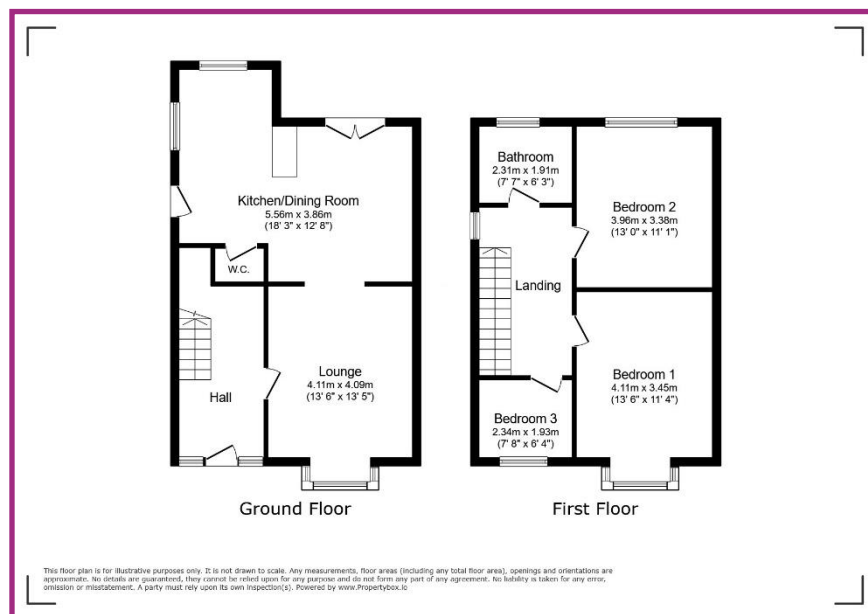 Kitchen/Dining Room
5.56m x 3.86m
(18' 3" x 12' 8")
W.C.
Hall
Lounge
4.11m x 4.09m
(13' 6" x 13' 5")
Ground Floor
Bathroom
2.31m x 1.91m
(7' 7" x 6' 3")
Bedroom 2
3.96m x 3.38m
(13' 0" x 11' 1")
Landing
Bedroom 1
4.11m x 3.45m
(13' 6" x 11' 4")
Bedroom 3
2.34m x 1.93m
(7' 8" x 6' 4")
First Floor
This floor plan is for illustrative purposes only. It is not drawn to scale. Any measurements, floor areas (including any total floor area), openings and orientations are
approximate. No details are guaranteed, they cannot be relied upon for any purpose and do not form any part of any agreement. No liability is taken for any error,
omission or misstatement. A party must rely upon its own inspection(s). Powered by www.Propertybox.io